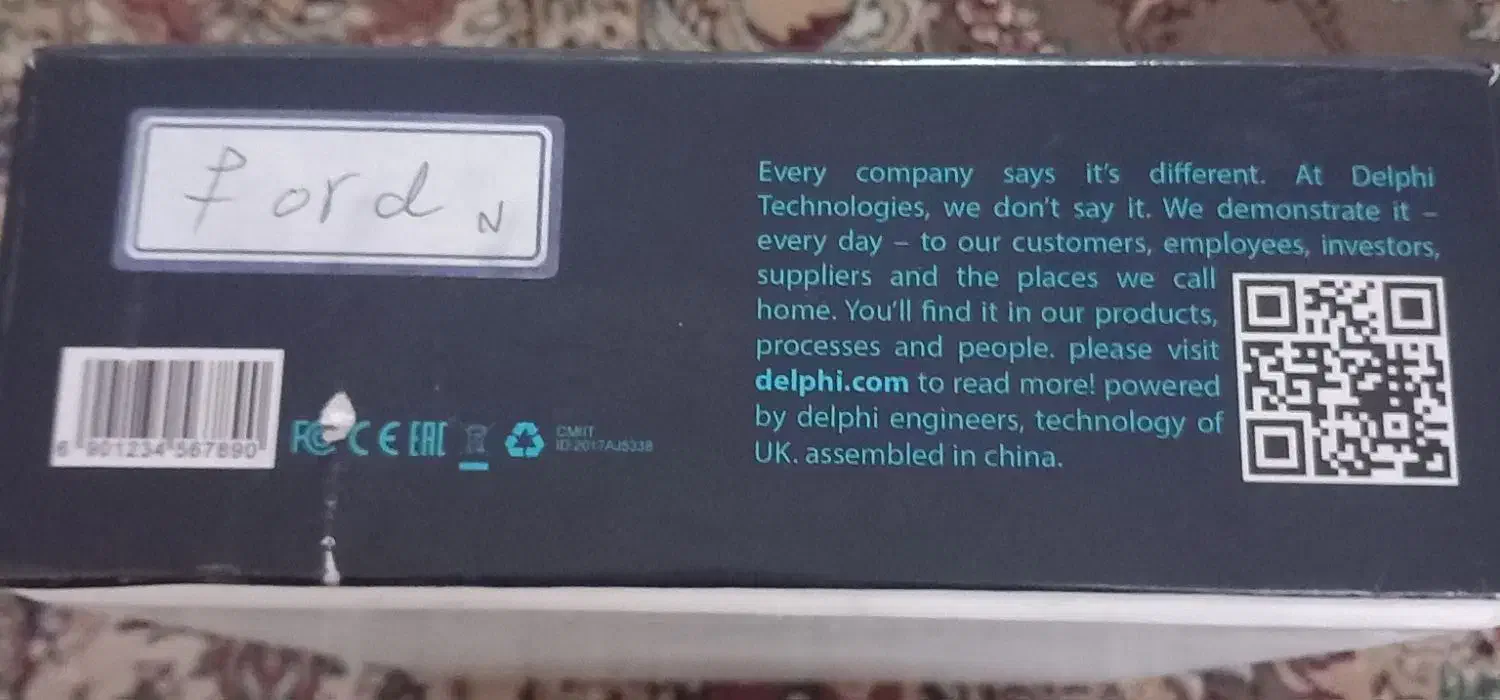 Ford N
Every company says it's different. At Delphi
Technologies, we don't say it. We demonstrate it –
every day – to our customers, employees, investors,
suppliers and the places we call
home. You'll find it in our products,
processes and people. please visit
delphi.com to read more! powered
by delphi engineers, technology of
UK. assembled in china.
6 901234 567890
FC CE EAC
CMIIT
ID:2017AJ5338